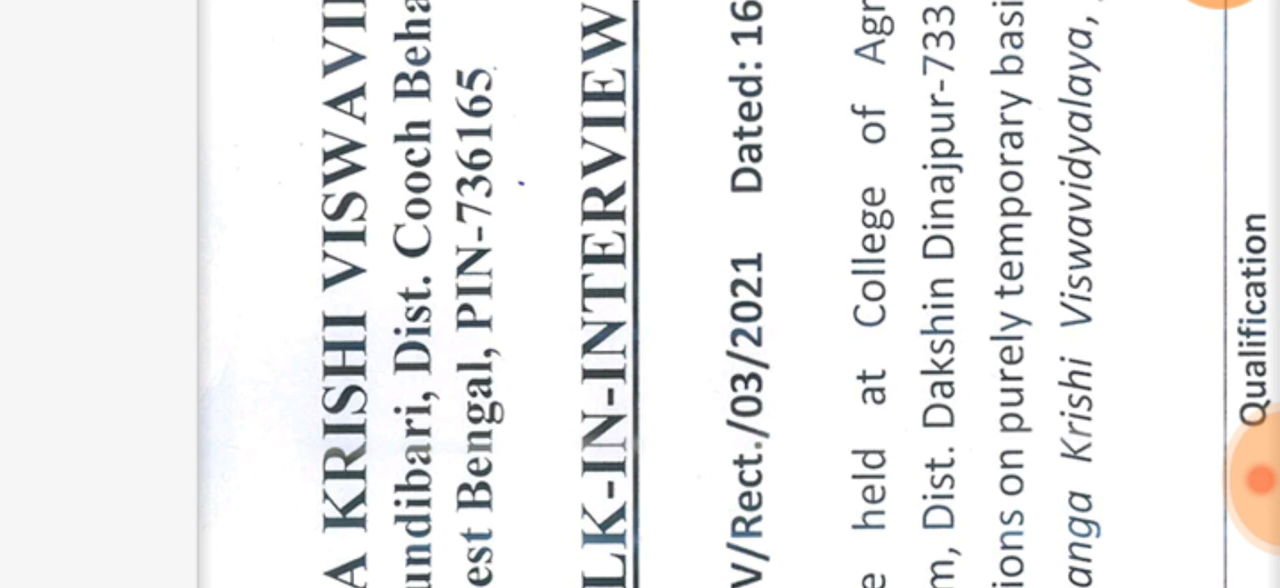 A KRISHI VISWAVI
undibari, Dist. Cooch Beha
est Bengal, PIN-736165
LK-IN-INTERVIEW
V/Rect./03/2021 Dated: 16
e held at College of Agr
m, Dist. Dakshin Dinajpur-733
ions on purely temporary basi
anga Krishi Viswavidyalaya,
Qualification